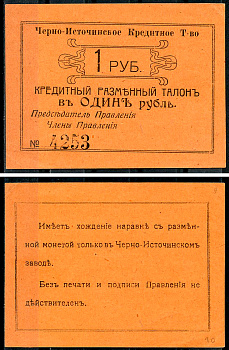 Черно-Источинское Кредитное Т-во
1 РУБ.
КРЕДИТНЫЙ РАЗМѢННЫЙ ТАЛОНЪ
въ ОДИНЪ рубль.
Предсѣдатель Правленія
Члены Правленія
№ 4253
Имѣетъ хожденіе наравнѣ съ размѣн-
ной монетой только въ Черно-Источинскомъ
заводѣ.
Безъ печати и подписи Правленія не
дѣйствителенъ.